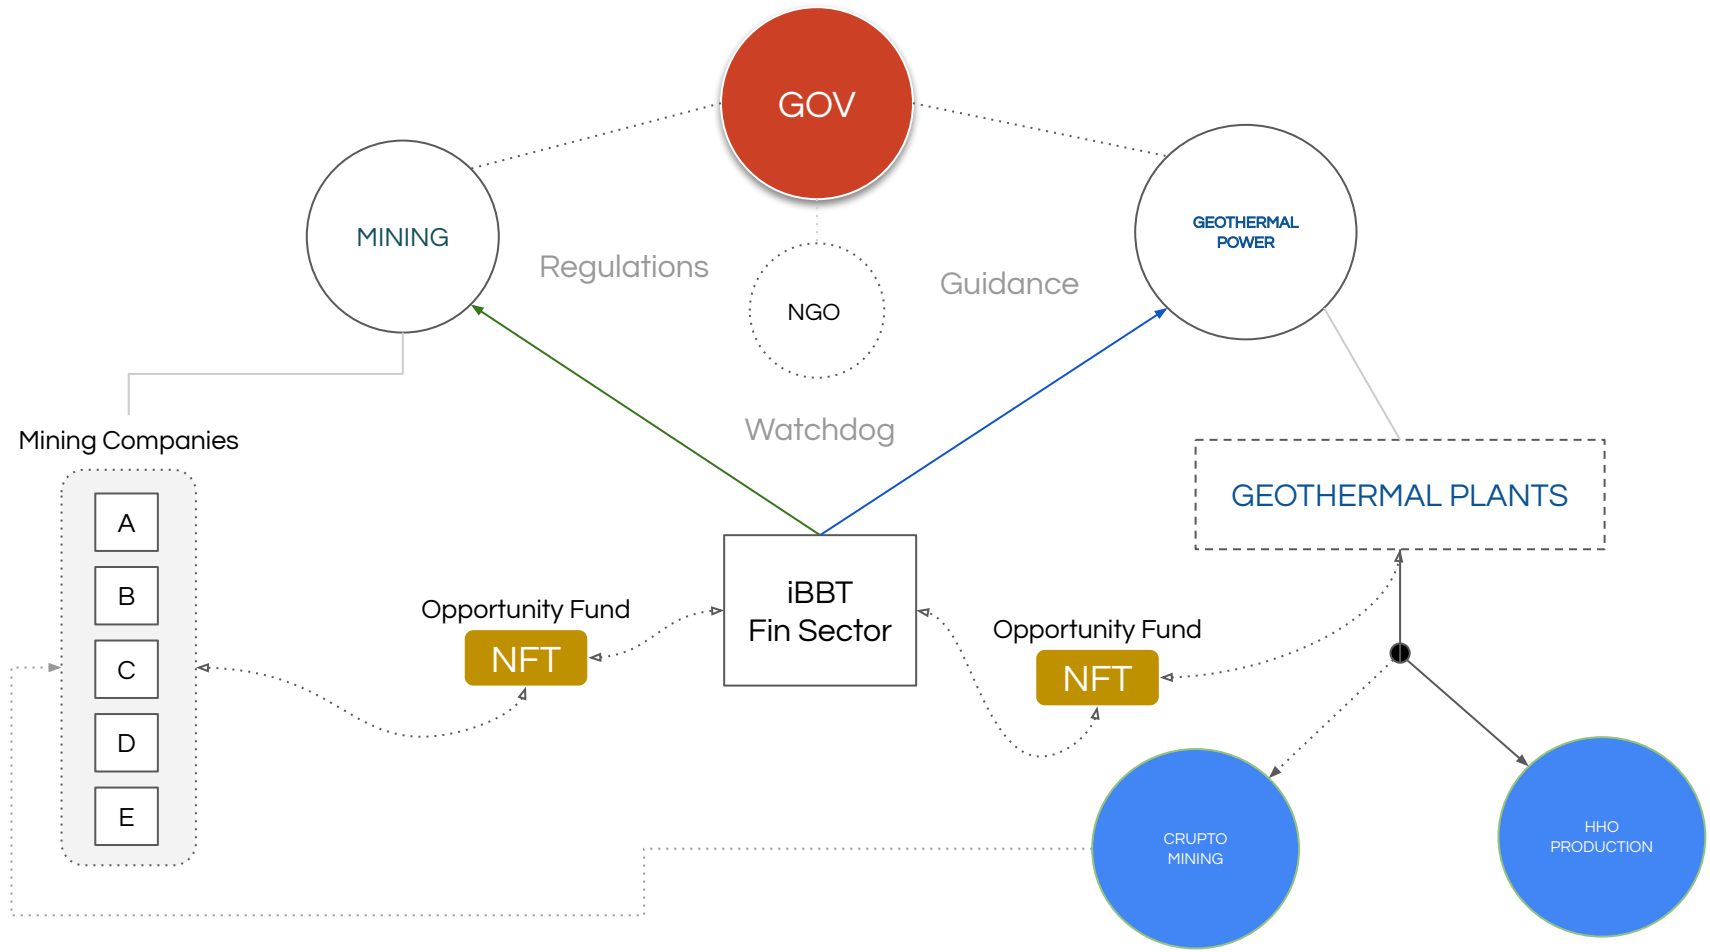 GOV
MINING
GEOTHERMAL
POWER
Regulations
Guidance
NGO
Watchdog
Mining Companies
A
B
C
D
E
GEOTHERMAL PLANTS
iBBT
Fin Sector
Opportunity Fund
NFT
Opportunity Fund
NFT
CRUPTO
MINING
HHO
PRODUCTION